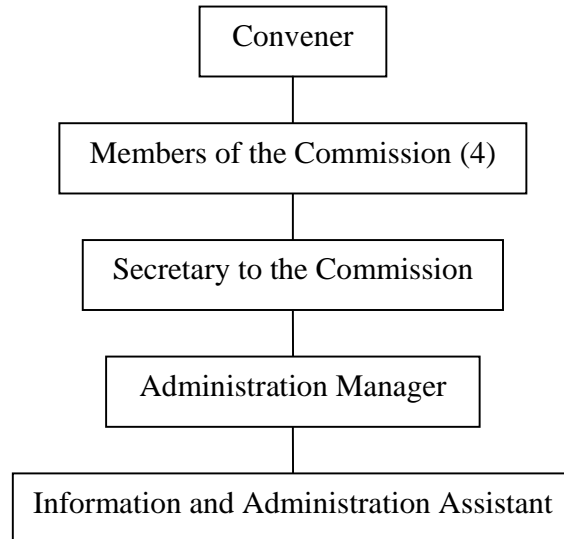 Convener
Members of the Commission (4)
Secretary to the Commission
Administration Manager
Information and Administration Assistant